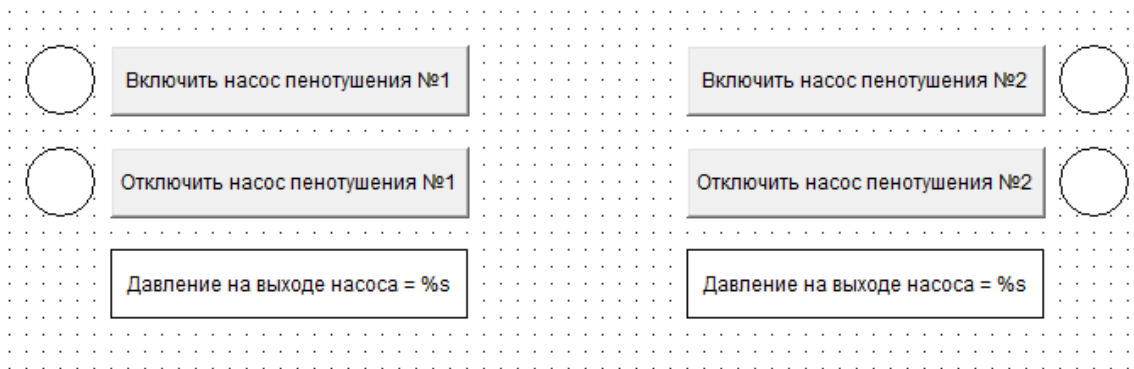 Включить насос пенотушения №1
Включить насос пенотушения №2
Отключить насос пенотушения №1
Отключить насос пенотушения №2
Давление на выходе насоса = %s
Давление на выходе насоса = %s